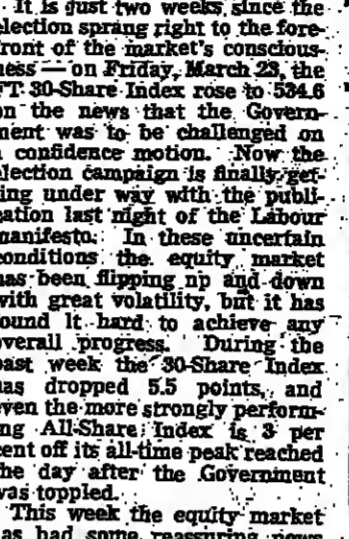 It is just two weeks since the
election sprang right to the fore-
front of the market's conscious-
ness — on Friday, March 23, the
FT 30-Share Index rose to 534.6
on the news that the Govern-
ment was to be challenged on
a confidence motion. Now the
election campaign is finally get-
ting under way with the publi-
cation last night of the Labour
manifesto. In these uncertain
conditions the equity market
has been flipping up and down
with great volatility, but it has
found it hard to achieve any
overall progress. During the
past week the 30-Share Index
has dropped 5.5 points, and
even the more strongly perform-
ing All-Share Index is 3 per
cent off its all-time peak reached
the day after the Government
was toppled.
This week the equity market
has had some reassuring news